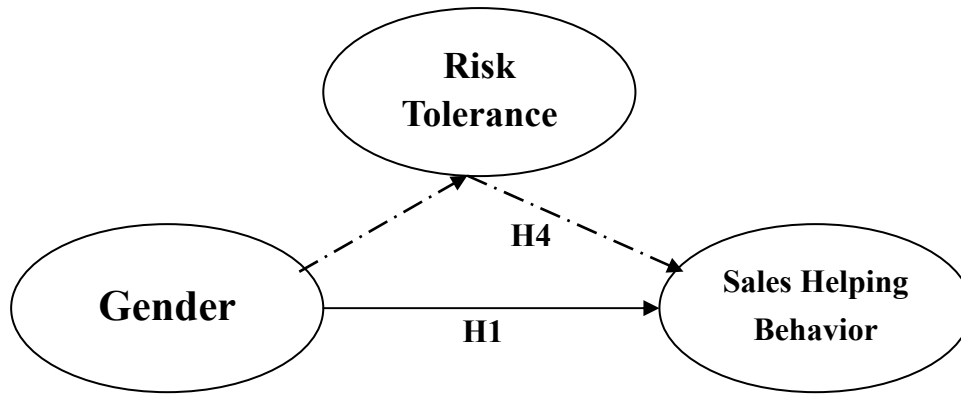 Risk
Tolerance
H4
Gender
Sales Helping
Behavior
H1